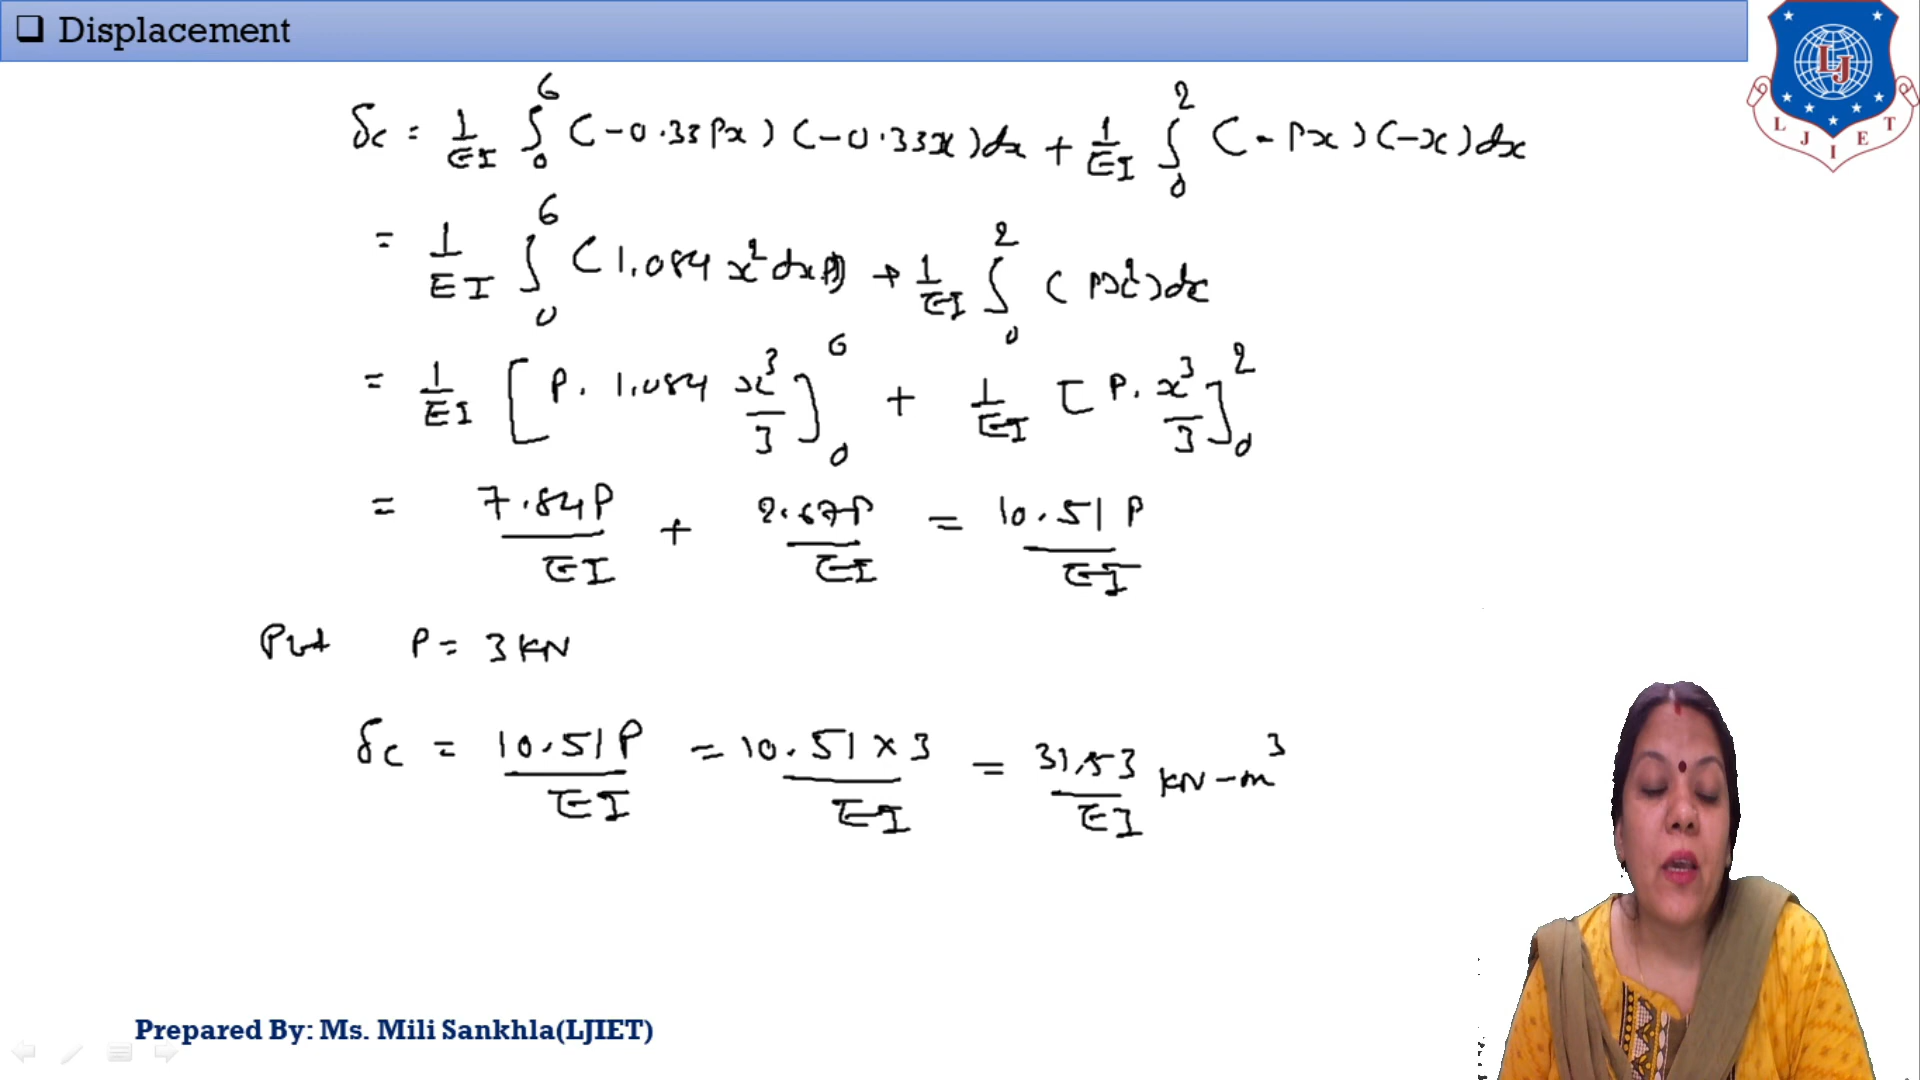 ❑ Displacement
δc = 1/EI ∫₀⁶ (-0.33Px) (-0.33x)dx + 1/EI ∫₀² (-Px) (-x)dx
= 1/EI ∫₀⁶ (1.084 x² dx P) + 1/EI ∫₀² (Px²)dx
= 1/EI [P. 1.084 x³/3]₀⁶ + 1/EI [P. x³/3]₀²
= 7.84P/EI + 2.67P/EI = 10.51 P/EI
Put P = 3 KN
δc = 10.51P/EI = 10.51 x 3/EI = 31.53/EI KN-m³
Prepared By: Ms. Mili Sankhla(LJIET)
LJ
L J I E T